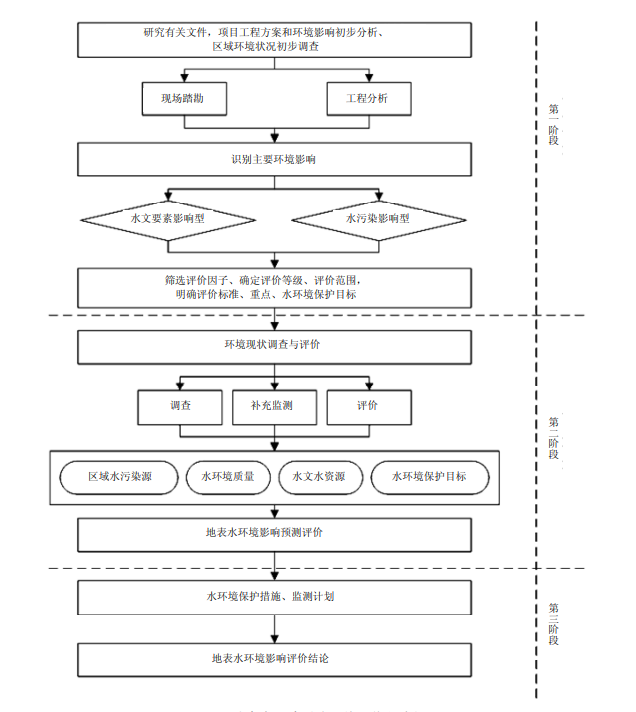 研究有关文件，项目工程方案和环境影响初步分析、
区域环境状况初步调查
现场踏勘
工程分析
识别主要环境影响
水文要素影响型
水污染影响型
筛选评价因子、确定评价等级、评价范围，
明确评价标准、重点、水环境保护目标
第一阶段
环境现状调查与评价
调查
补充监测
评价
区域水污染源
水环境质量
水文水资源
水环境保护目标
地表水环境影响预测评价
第二阶段
水环境保护措施、监测计划
地表水环境影响评价结论
第三阶段